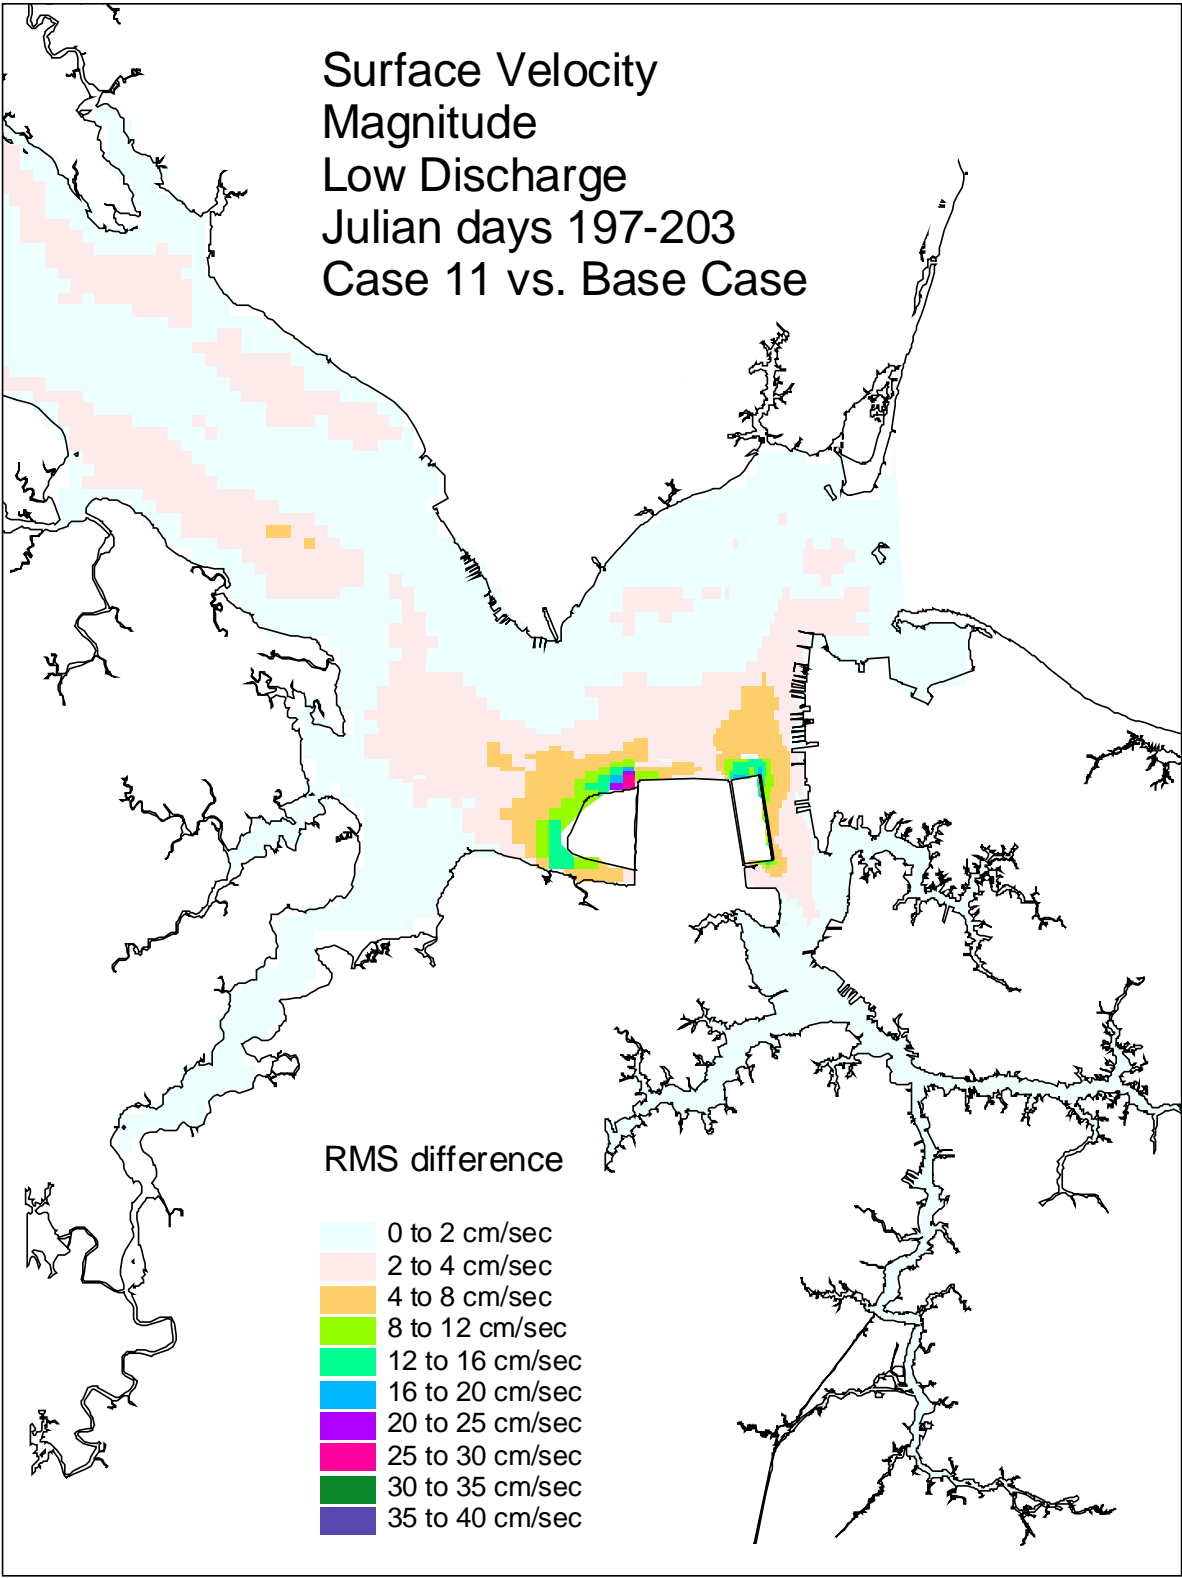 Surface Velocity
Magnitude
Low Discharge
Julian days 197-203
Case 11 vs. Base Case
RMS difference
0 to 2 cm/sec
2 to 4 cm/sec
4 to 8 cm/sec
8 to 12 cm/sec
12 to 16 cm/sec
16 to 20 cm/sec
20 to 25 cm/sec
25 to 30 cm/sec
30 to 35 cm/sec
35 to 40 cm/sec